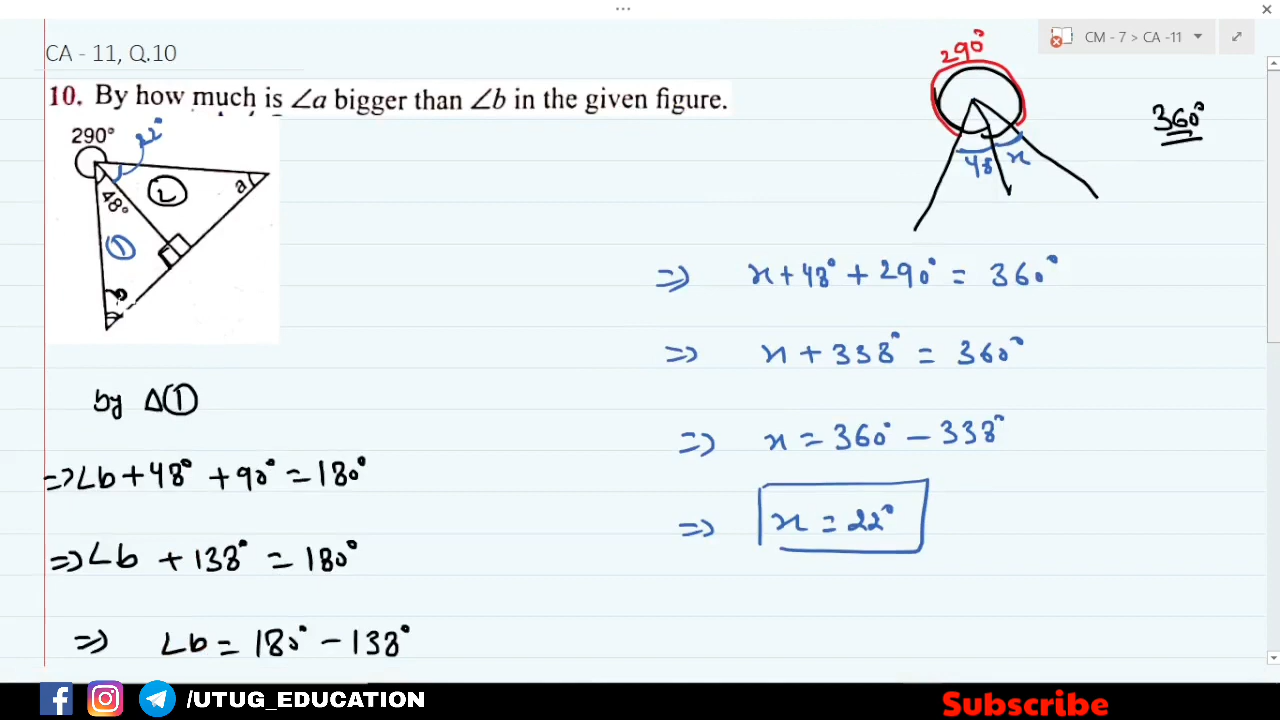 CM - 7 > CA -11
CA - 11, Q.10
10. By how much is ∠a bigger than ∠b in the given figure.
290°
22°
48°
a
2
1
b
290°
360°
48 x
⇒ x + 48° + 290° = 360°
⇒ x + 338° = 360°
⇒ x = 360° - 338°
⇒ x = 22°
by Δ①
⇒ ∠b + 48° + 90° = 180°
⇒ ∠b + 138° = 180°
⇒ ∠b = 180° - 138°
/UTUG_EDUCATION
Subscribe